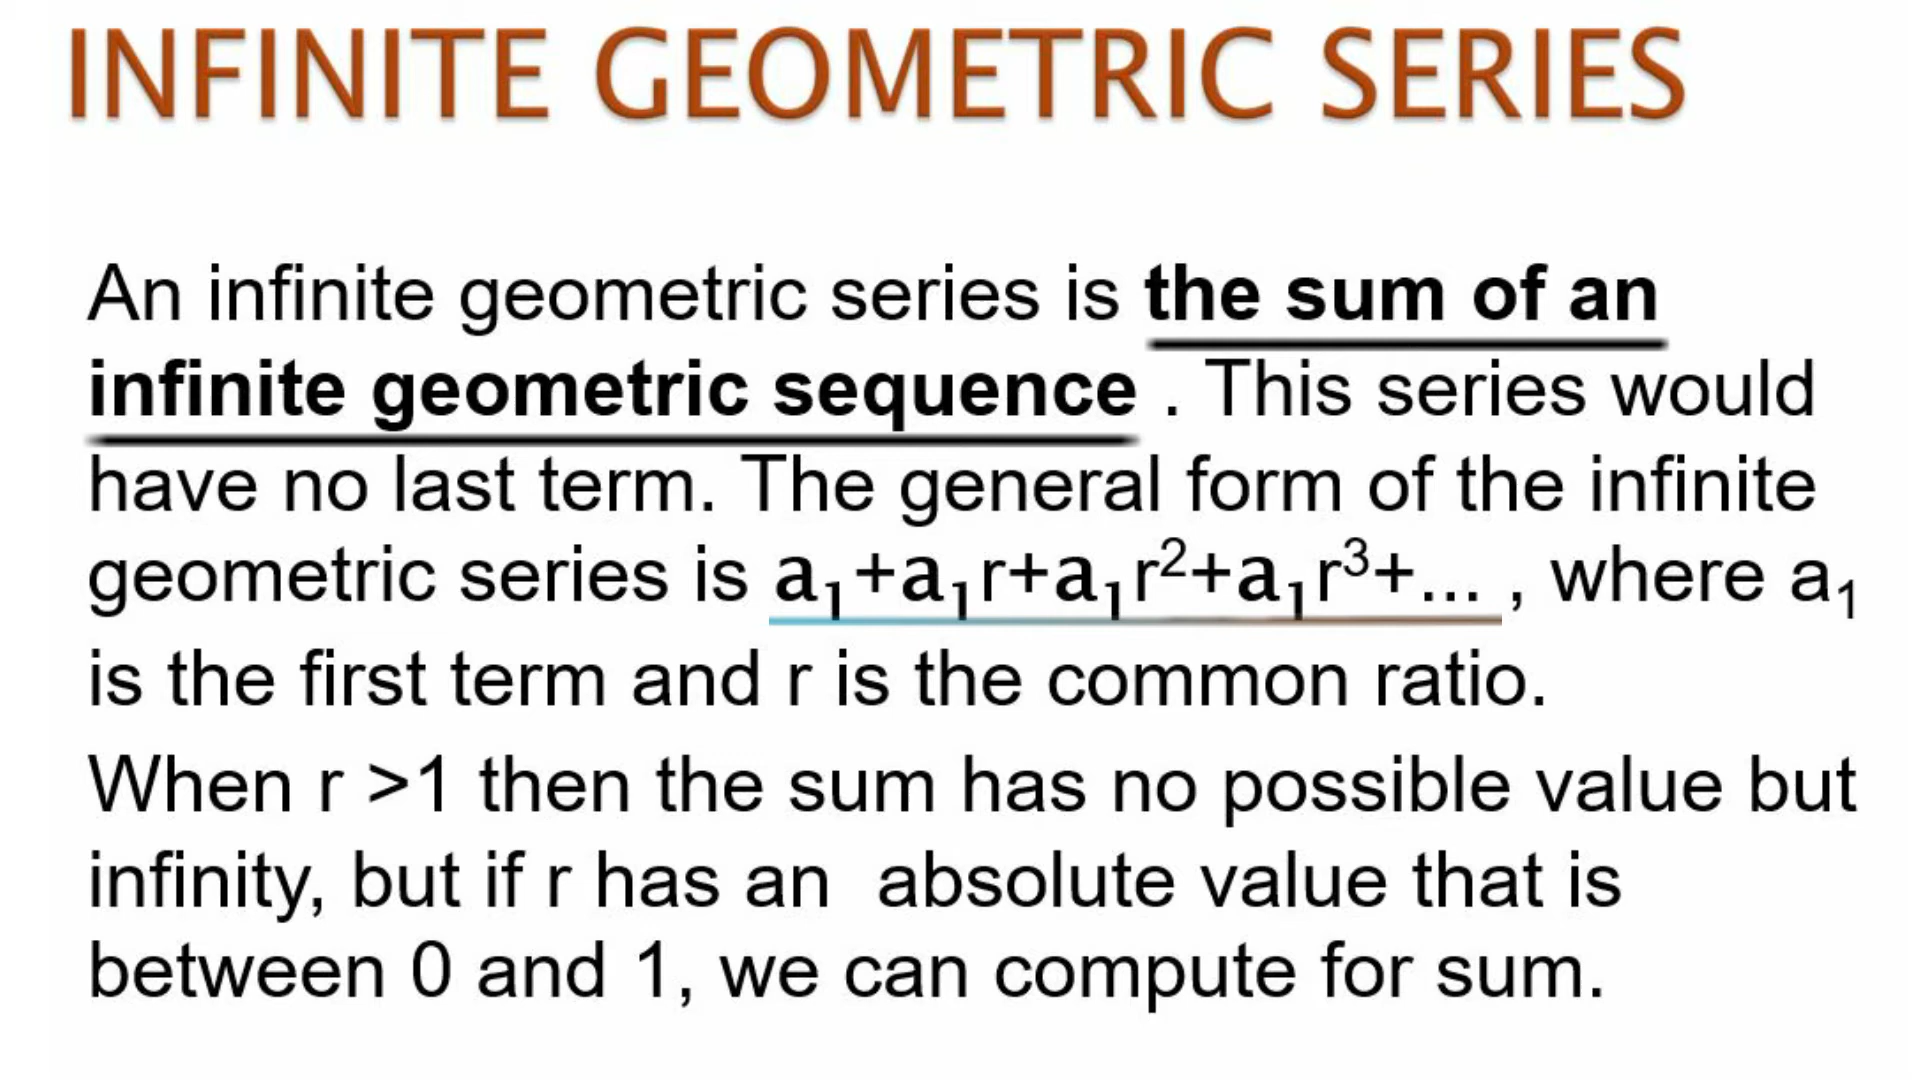 INFINITE GEOMETRIC SERIES
An infinite geometric series is the sum of an
infinite geometric sequence . This series would
have no last term. The general form of the infinite
geometric series is a₁+a₁r+a₁r²+a₁r³+... , where a₁
is the first term and r is the common ratio.
When r >1 then the sum has no possible value but
infinity, but if r has an  absolute value that is
between 0 and 1, we can compute for sum.